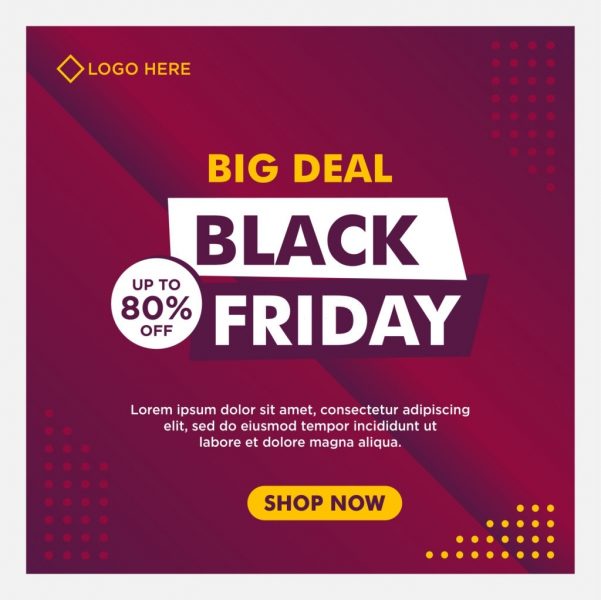 LOGO HERE
BIG DEAL
BLACK
FRIDAY
UP TO
80%
OFF
Lorem ipsum dolor sit amet, consectetur adipiscing
elit, sed do eiusmod tempor incididunt ut
labore et dolore magna aliqua.
SHOP NOW